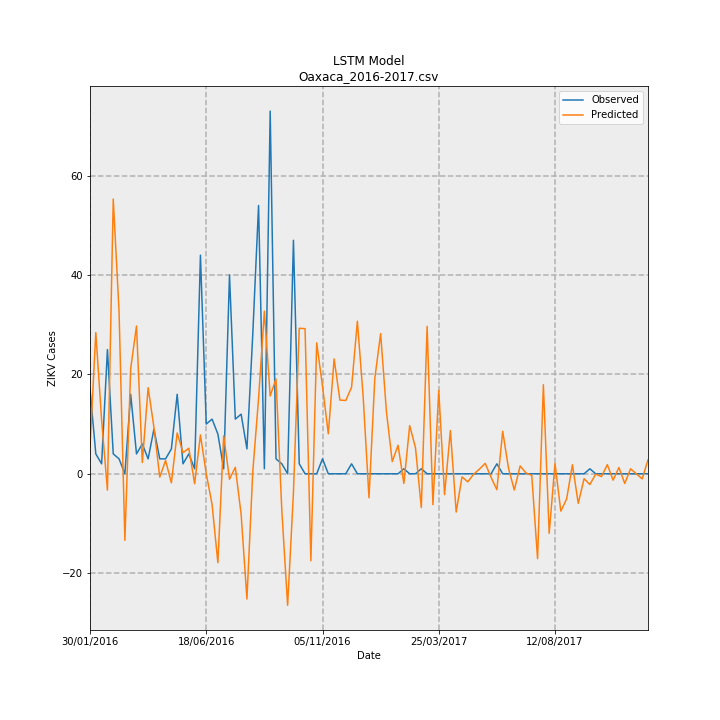 LSTM Model
Oaxaca_2016-2017.csv
Observed
Predicted
60
40
20
0
−20
ZIKV Cases
30/01/2016
18/06/2016
05/11/2016
25/03/2017
12/08/2017
Date